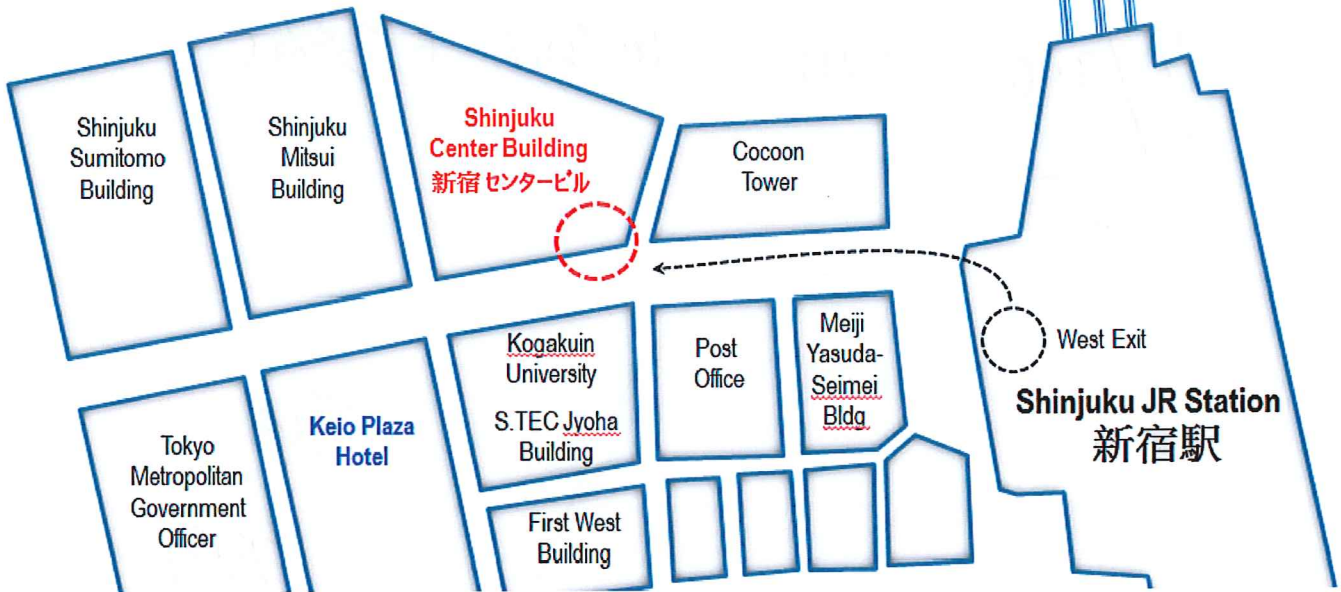 Shinjuku
Sumitomo
Building
Shinjuku
Mitsui
Building
Shinjuku
Center Building
新宿センタービル
Cocoon
Tower
West Exit
Shinjuku JR Station
新宿駅
Meiji
Yasuda-
Seimei
Bldg
Post
Office
Kogakuin
University
S.TEC Jyoha
Building
Keio Plaza
Hotel
Tokyo
Metropolitan
Government
Officer
First West
Building